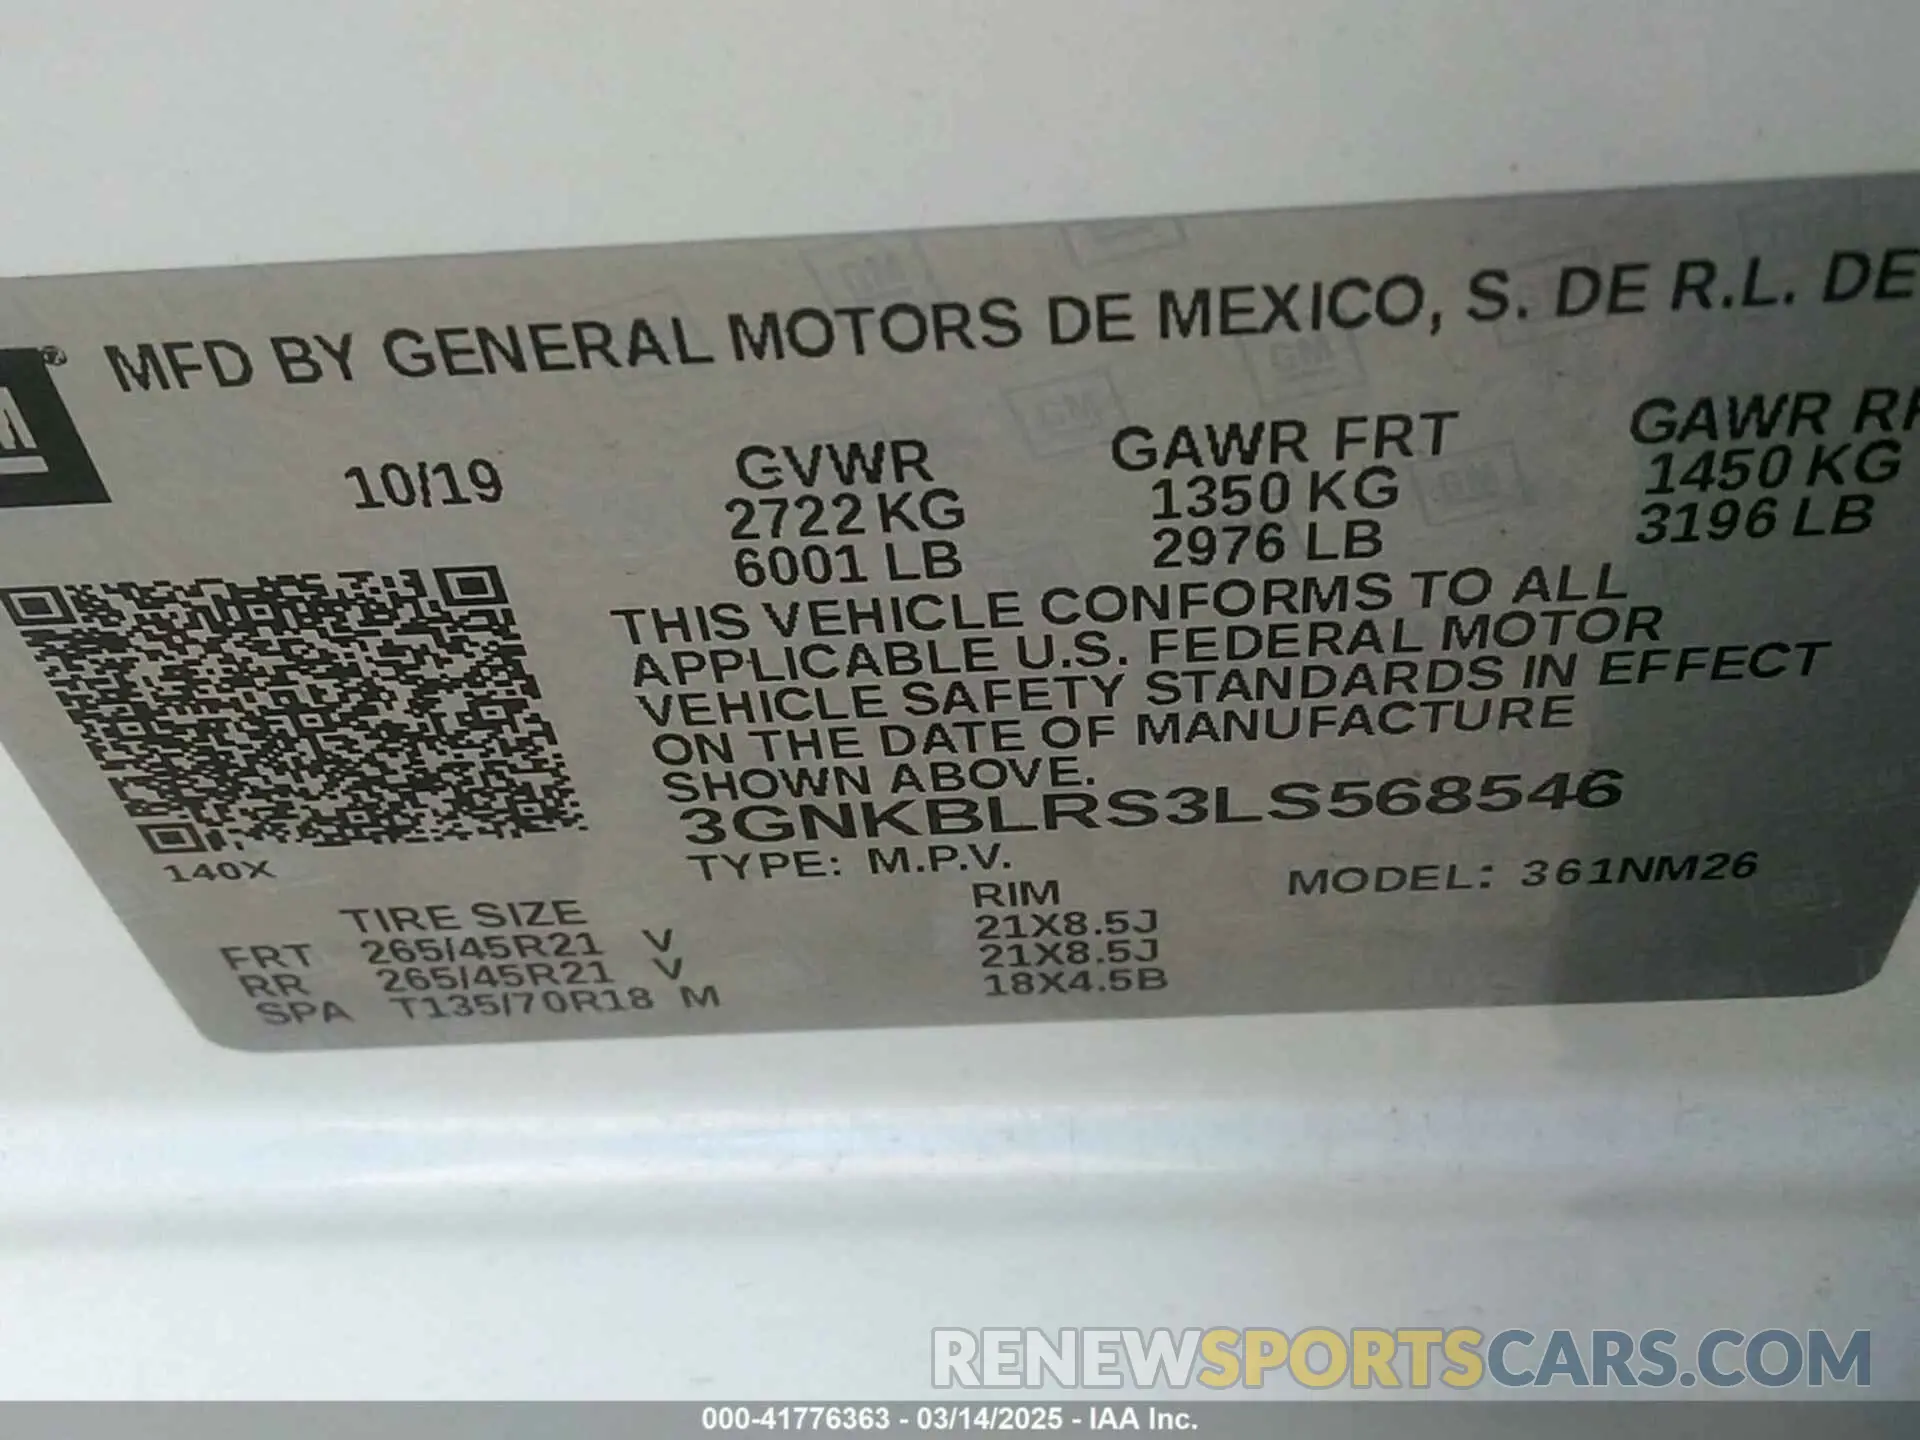 MFD BY GENERAL MOTORS DE MEXICO, S. DE R.L. DE
10/19
GVWR
2722 KG
6001 LB
GAWR FRT
1350 KG
2976 LB
GAWR RR
1450 KG
3196 LB
THIS VEHICLE CONFORMS TO ALL
APPLICABLE U.S. FEDERAL MOTOR
VEHICLE SAFETY STANDARDS IN EFFECT
ON THE DATE OF MANUFACTURE
SHOWN ABOVE.
3GNKBLRS3LS568546
TYPE: M.P.V.
MODEL: 361NM26
140X
TIRE SIZE
RIM
FRT 265/45R21 V 21X8.5J
RR 265/45R21 V 21X8.5J
SPA T135/70R18 M 18X4.5B
RENEWSPORTSCARS.COM
000-41776363 - 03/14/2025 - IAA Inc.